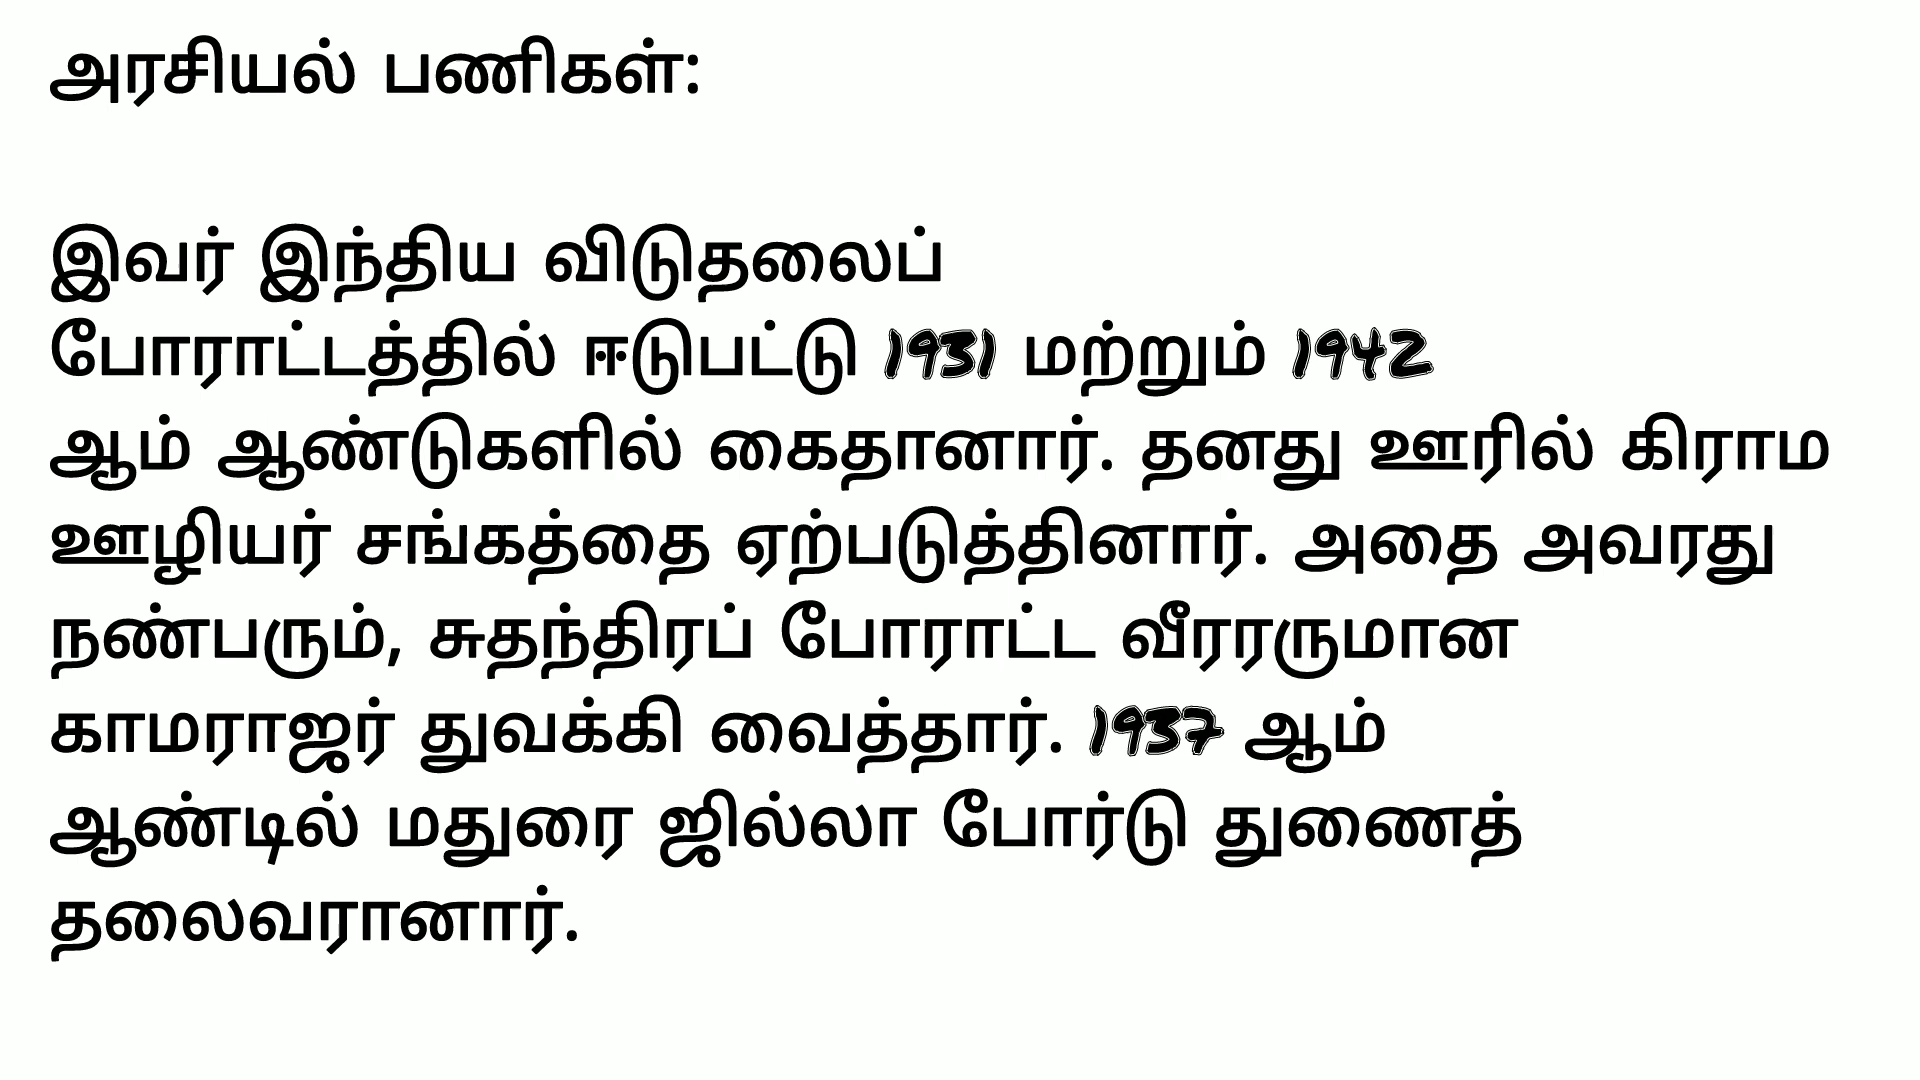 அரசியல் பணிகள்:
இவர் இந்திய விடுதலைப்
போராட்டத்தில் ஈடுபட்டு 1931 மற்றும் 1942
ஆம் ஆண்டுகளில் கைதானார். தனது ஊரில் கிராம
ஊழியர் சங்கத்தை ஏற்படுத்தினார். அதை அவரது
நண்பரும், சுதந்திரப் போராட்ட வீரரருமான
காமராஜர் துவக்கி வைத்தார். 1937 ஆம்
ஆண்டில் மதுரை ஜில்லா போர்டு துணைத்
தலைவரானார்.